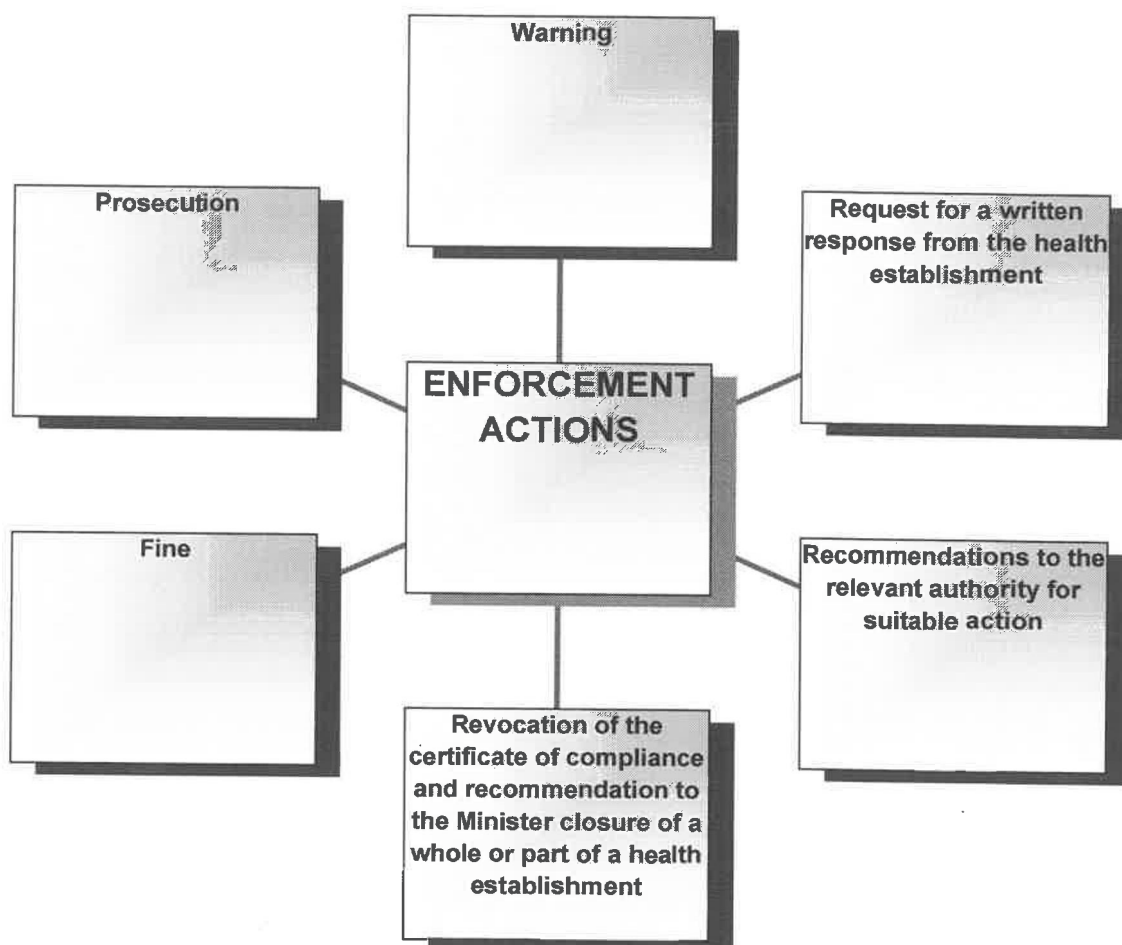 Warning
Prosecution
Request for a written
response from the health
establishment
ENFORCEMENT
ACTIONS
Fine
Recommendations to the
relevant authority for
suitable action
Revocation of the
certificate of compliance
and recommendation to
the Minister closure of a
whole or part of a health
establishment